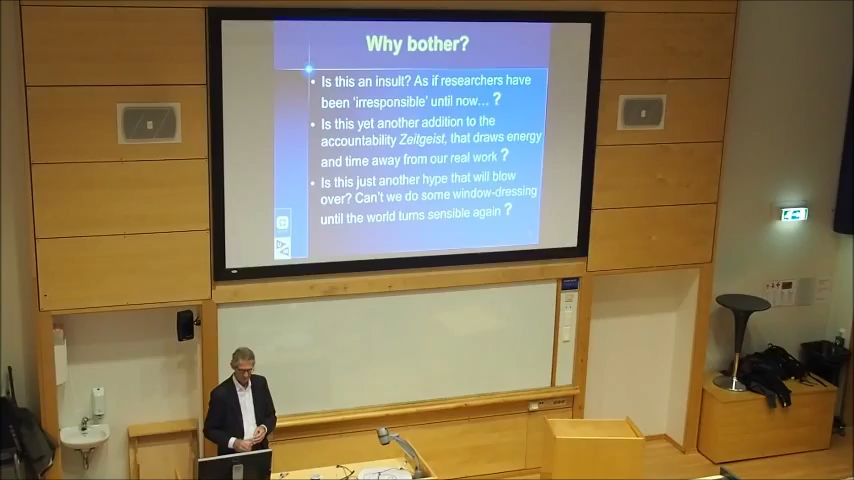 Why bother?
• Is this an insult? As if researchers have
been ‘irresponsible’ until now… ?
• Is this yet another addition to the
accountability Zeitgeist, that draws energy
and time away from our real work ?
• Is this just another hype that will blow
over? Can't we do some window-dressing
until the world turns sensible again ?